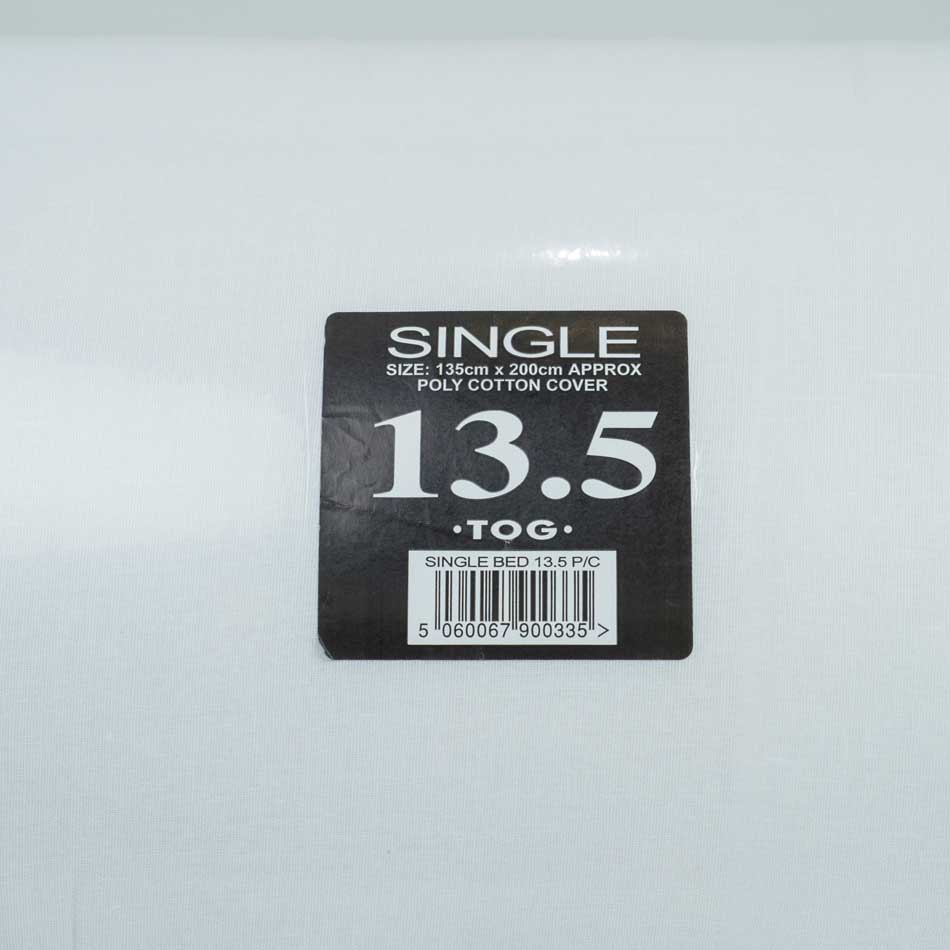 SINGLE
SIZE: 135cm x 200cm APPROX
POLY COTTON COVER
13.5
·TOG·
SINGLE BED 13.5 P/C
5 060067 900335 >